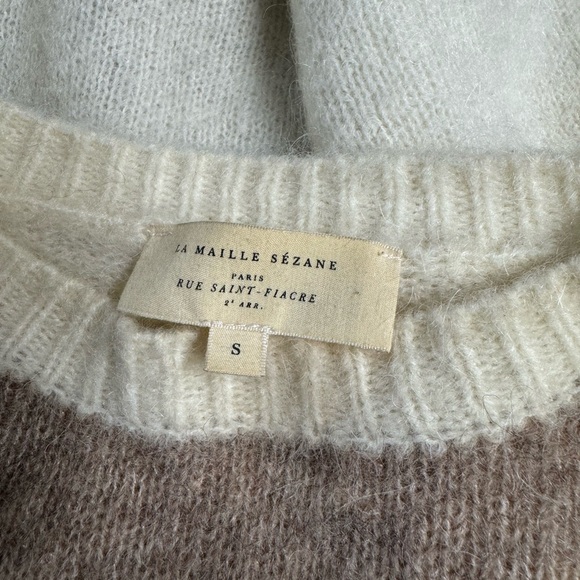 LA MAILLE SÉZANE
PARIS
RUE SAINT-FIACRE
2e ARR.
S